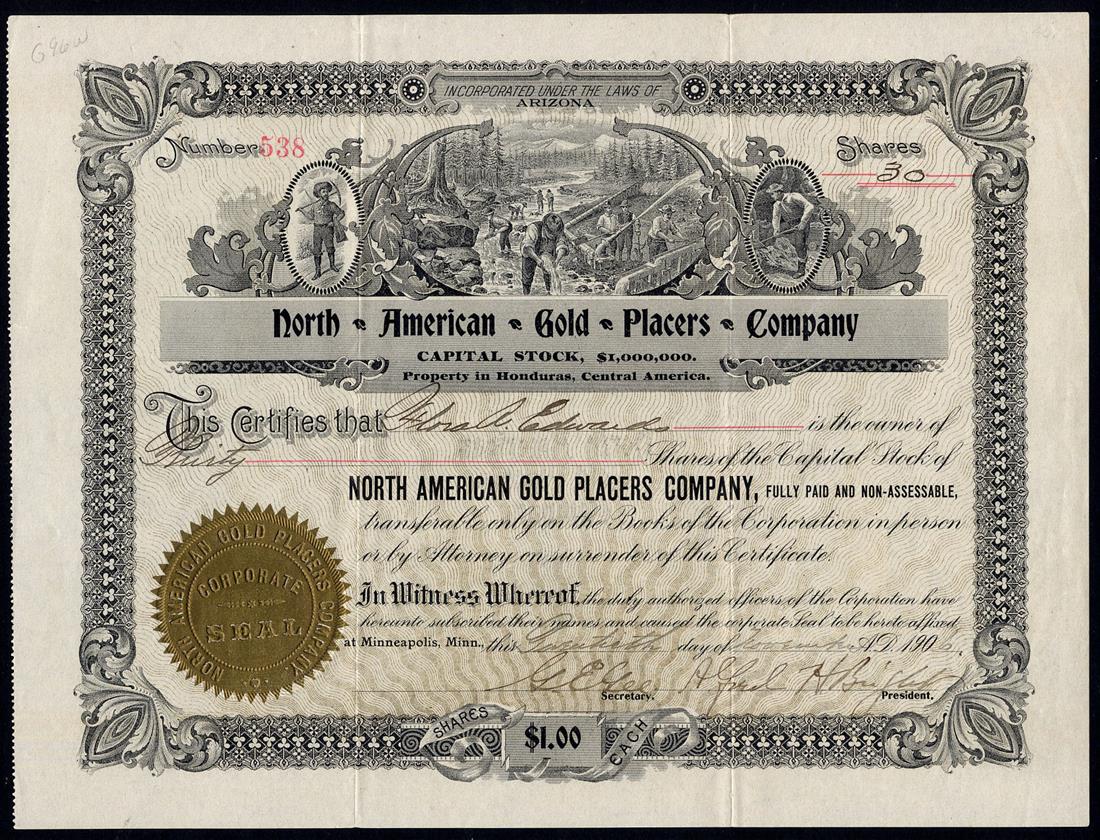 G96W
INCORPORATED UNDER THE LAWS OF
ARIZONA
Number 538
Shares
30
North American Gold Placers Company
CAPITAL STOCK, $1,000,000.
Property in Honduras, Central America.
This Certifies that Flora A. Edwards is the owner of
Thirty Shares of the Capital Stock of
NORTH AMERICAN GOLD PLACERS COMPANY, FULLY PAID AND NON-ASSESSABLE,
transferable only on the Books of the Corporation in person
or by Attorney on surrender of this Certificate.
In Witness Whereof, the duly authorized officers of the Corporation have
hereunto subscribed their names and caused the corporate Seal to be hereto affixed
at Minneapolis, Minn., this day of November A.D. 1906.
Secretary.
President.
NORTH AMERICAN GOLD PLACERS COMPANY
CORPORATE
SEAL
SHARES $1.00 EACH